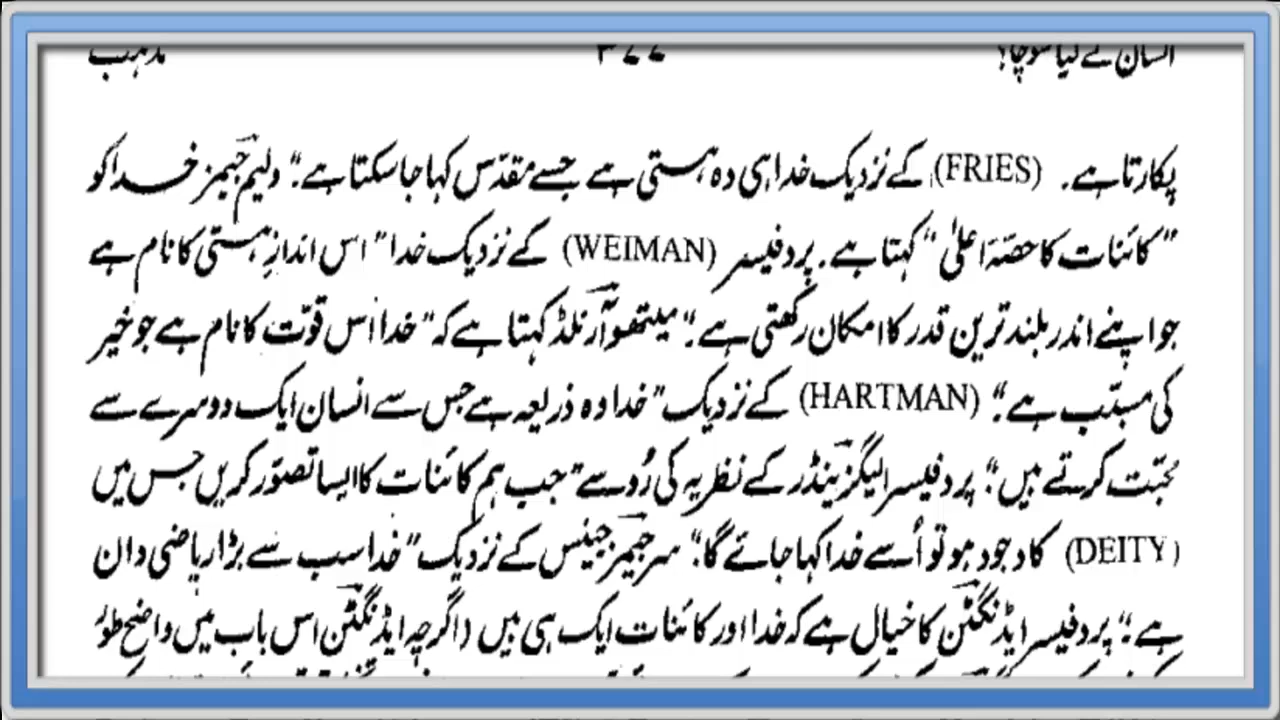 انسان نے کیا سوچا؟ ۳۷۷ مذہب
پکارتا ہے۔ (FRIES) کے نزدیک خدا ہی وہ ہستی ہے جسے مقدّس کہا جا سکتا ہے“ ولیم جیمز خدا کو
”کائنات کا حصّہ اعلیٰ“ کہتا ہے۔ پروفیسر (WEIMAN) کے نزدیک خدا ”اس اندازِ ہستی کا نام ہے
جو اپنے اندر بلند ترین قدر کا امکان رکھتی ہے“ میتھو آرنلڈ کہتا ہے کہ ”خدا اس قوّت کا نام ہے جو خیر
کی مسبّب ہے“ (HARTMAN) کے نزدیک ”خدا وہ ذریعہ ہے جس سے انسان ایک دوسرے سے
محبّت کرتے ہیں“ پروفیسر الیگزینڈر کے نظریہ کی رُو سے ”جب ہم کائنات کا ایسا تصوّر کریں جس میں
(DEITY) کا وجود ہو تو اُسے خدا کہا جائے گا“ سر جیمز جینس کے نزدیک ”خدا سب سے بڑا ریاضی دان
ہے“ پروفیسر ایڈنگٹن کا خیال ہے کہ خدا اور کائنات ایک ہی ہیں (اگرچہ ایڈنگٹن اس باب میں واضح طور